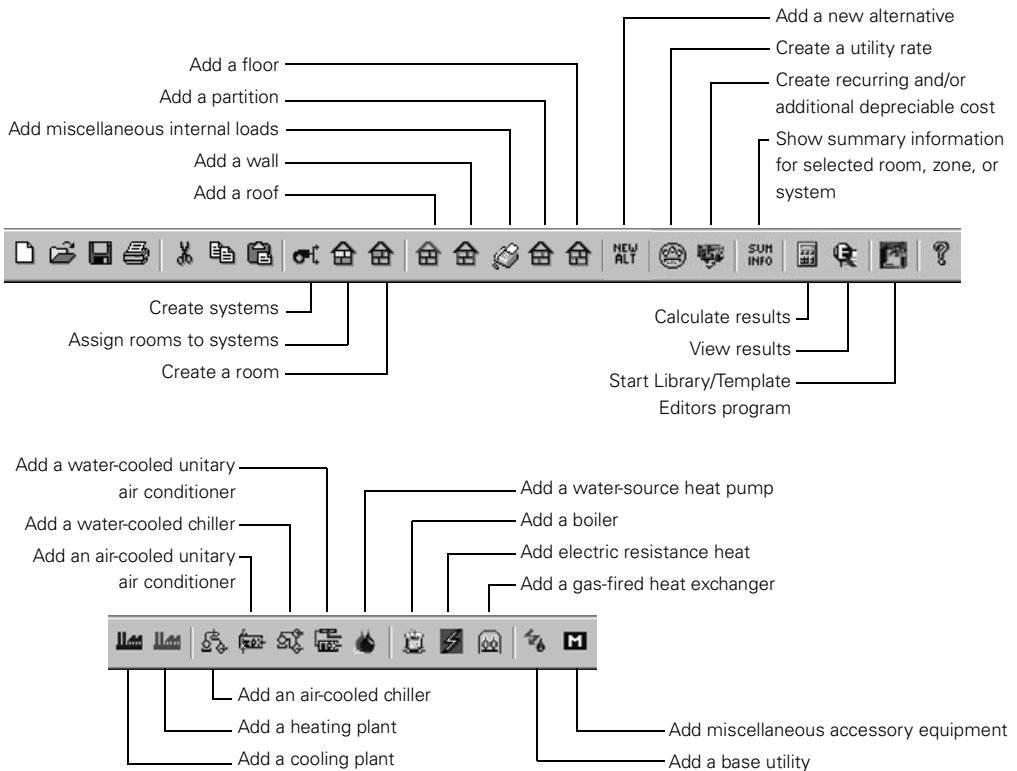 Add a new alternative
Create a utility rate
Add a floor
Create recurring and/or
additional depreciable cost
Add a partition
Add miscellaneous internal loads
Show summary information
for selected room, zone, or
system
Add a wall
Add a roof
NEW
ALT
SUM
INFO
?
Create systems
Assign rooms to systems
Create a room
Calculate results
View results
Start Library/Template
Editors program
Add a water-cooled unitary
air conditioner
Add a water-cooled chiller
Add an air-cooled unitary
air conditioner
Add a water-source heat pump
Add a boiler
Add electric resistance heat
Add a gas-fired heat exchanger
M
Add an air-cooled chiller
Add a heating plant
Add a cooling plant
Add miscellaneous accessory equipment
Add a base utility